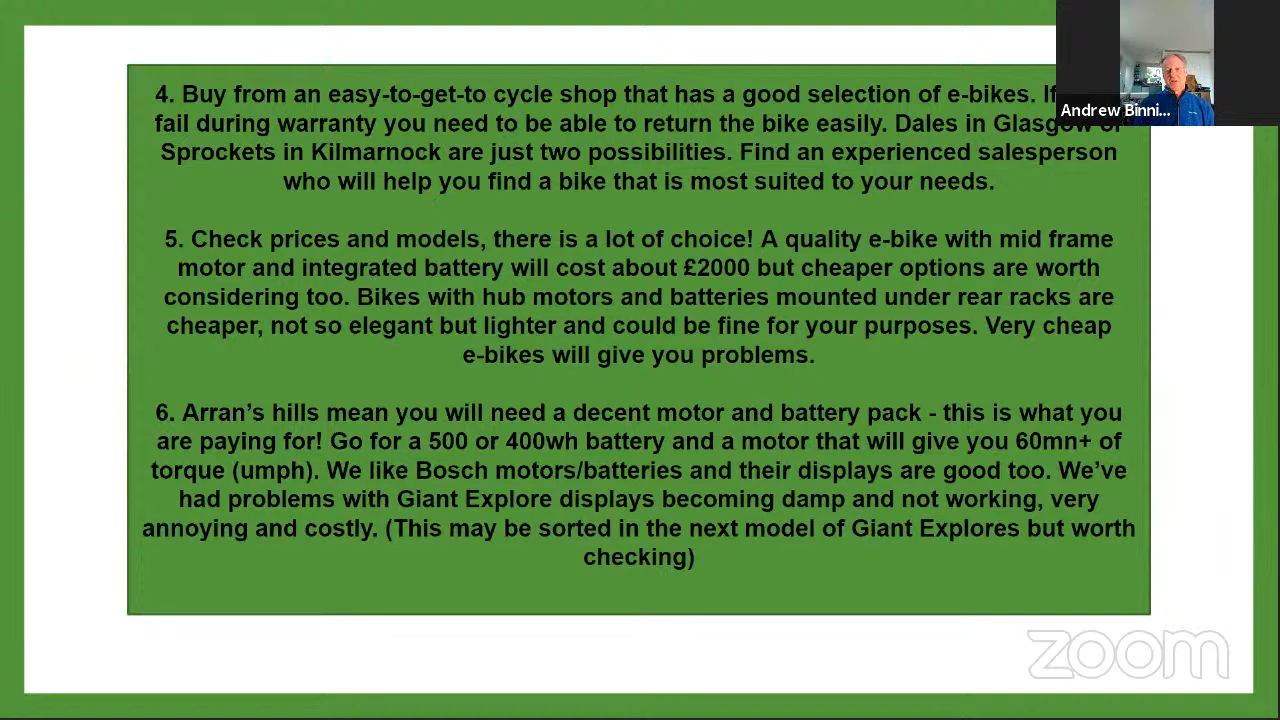 4. Buy from an easy-to-get-to cycle shop that has a good selection of e-bikes. If
fail during warranty you need to be able to return the bike easily. Dales in Glasgow or
Sprockets in Kilmarnock are just two possibilities. Find an experienced salesperson
who will help you find a bike that is most suited to your needs.
5. Check prices and models, there is a lot of choice! A quality e-bike with mid frame
motor and integrated battery will cost about £2000 but cheaper options are worth
considering too. Bikes with hub motors and batteries mounted under rear racks are
cheaper, not so elegant but lighter and could be fine for your purposes. Very cheap
e-bikes will give you problems.
6. Arran’s hills mean you will need a decent motor and battery pack - this is what you
are paying for! Go for a 500 or 400wh battery and a motor that will give you 60mn+ of
torque (umph). We like Bosch motors/batteries and their displays are good too. We’ve
had problems with Giant Explore displays becoming damp and not working, very
annoying and costly. (This may be sorted in the next model of Giant Explores but worth
checking)
Andrew Binni...
zoom